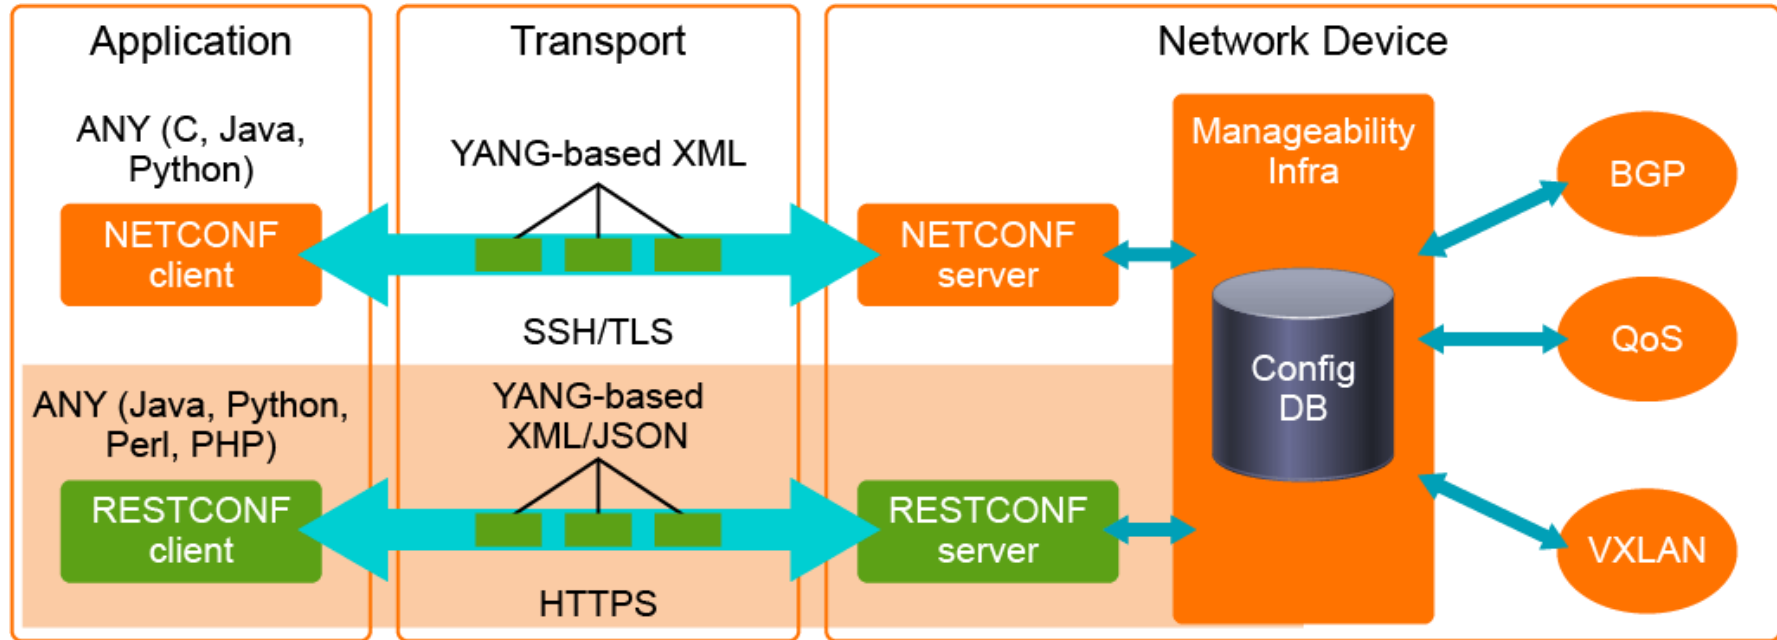 Application
Transport
Network Device
ANY (C, Java,
Python)
NETCONF
client
YANG-based XML
SSH/TLS
NETCONF
server
Manageability
Infra
Config
DB
BGP
QoS
VXLAN
ANY (Java, Python,
Perl, PHP)
RESTCONF
client
YANG-based
XML/JSON
HTTPS
RESTCONF
server